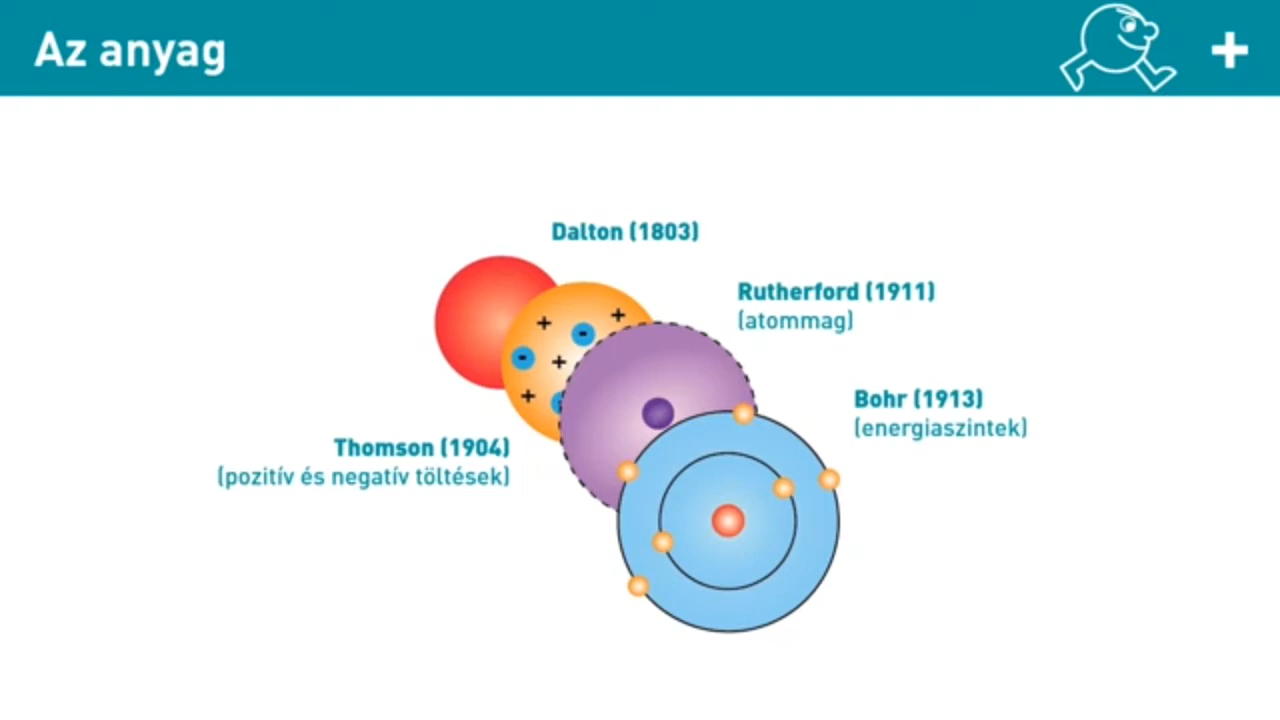 Az anyag
+
Dalton (1803)
Rutherford (1911)
(atommag)
+
+
-
-
+
+
Bohr (1913)
(energiaszintek)
Thomson (1904)
(pozitív és negatív töltések)